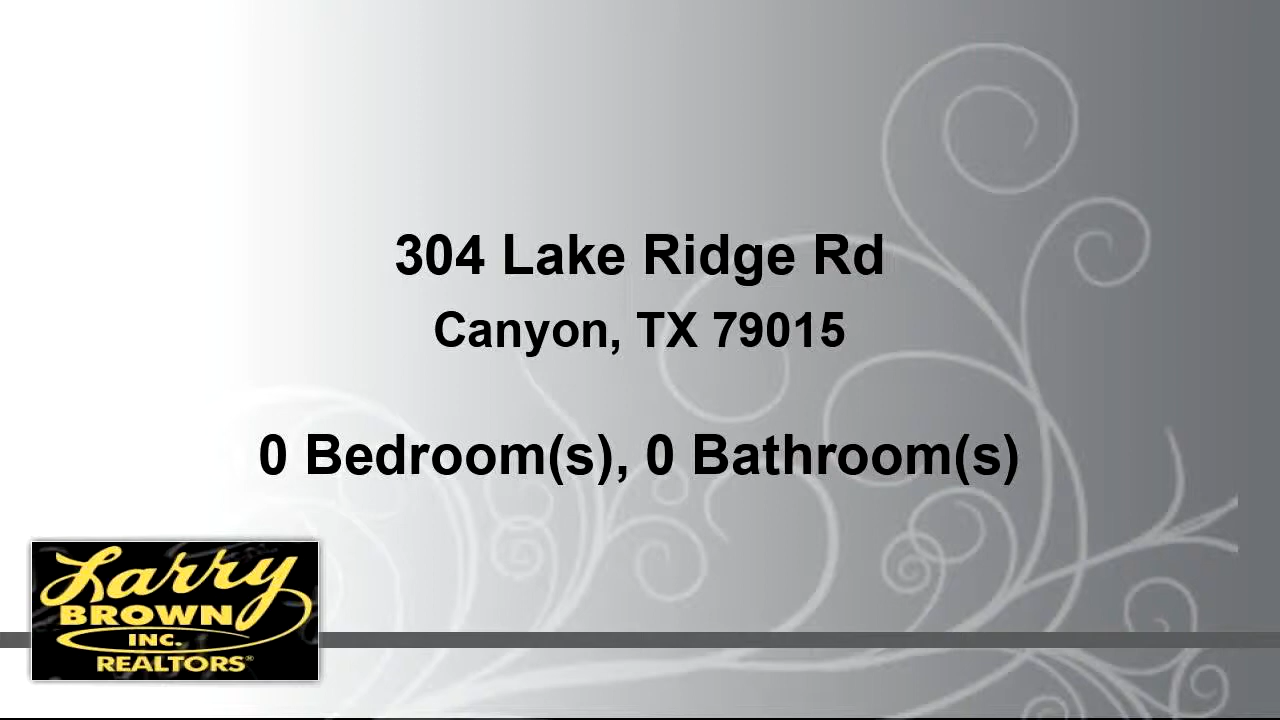 304 Lake Ridge Rd
Canyon, TX 79015
0 Bedroom(s), 0 Bathroom(s)
Larry
BROWN
INC.
REALTORS®